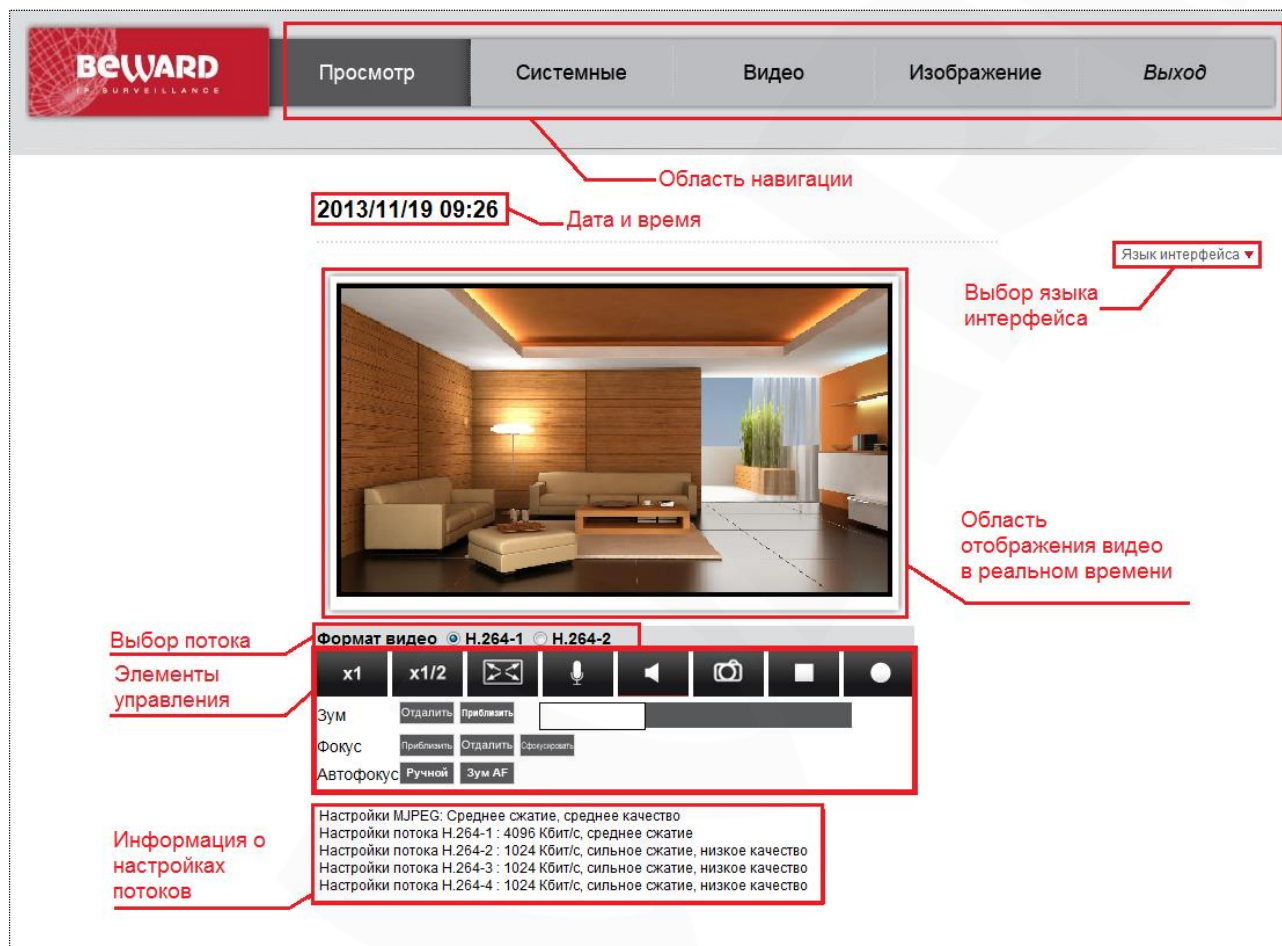 BEWARD
IP SURVEILLANCE
Просмотр
Системные
Видео
Изображение
Выход
Область навигации
2013/11/19 09:26
Дата и время
Язык интерфейса
Выбор языка
интерфейса
Область
отображения видео
в реальном времени
Выбор потока
Формат видео H.264-1 H.264-2
Элементы
управления
x1
x1/2
Зум
Отдалить
Приблизить
Фокус
Приблизить
Отдалить
Сфокусировать
Автофокус
Ручной
Зум AF
Информация о
настройках
потоков
Настройки MJPEG: Среднее сжатие, среднее качество
Настройки потока H.264-1 : 4096 Кбит/с, среднее сжатие
Настройки потока H.264-2 : 1024 Кбит/с, сильное сжатие, низкое качество
Настройки потока H.264-3 : 1024 Кбит/с, сильное сжатие, низкое качество
Настройки потока H.264-4 : 1024 Кбит/с, сильное сжатие, низкое качество